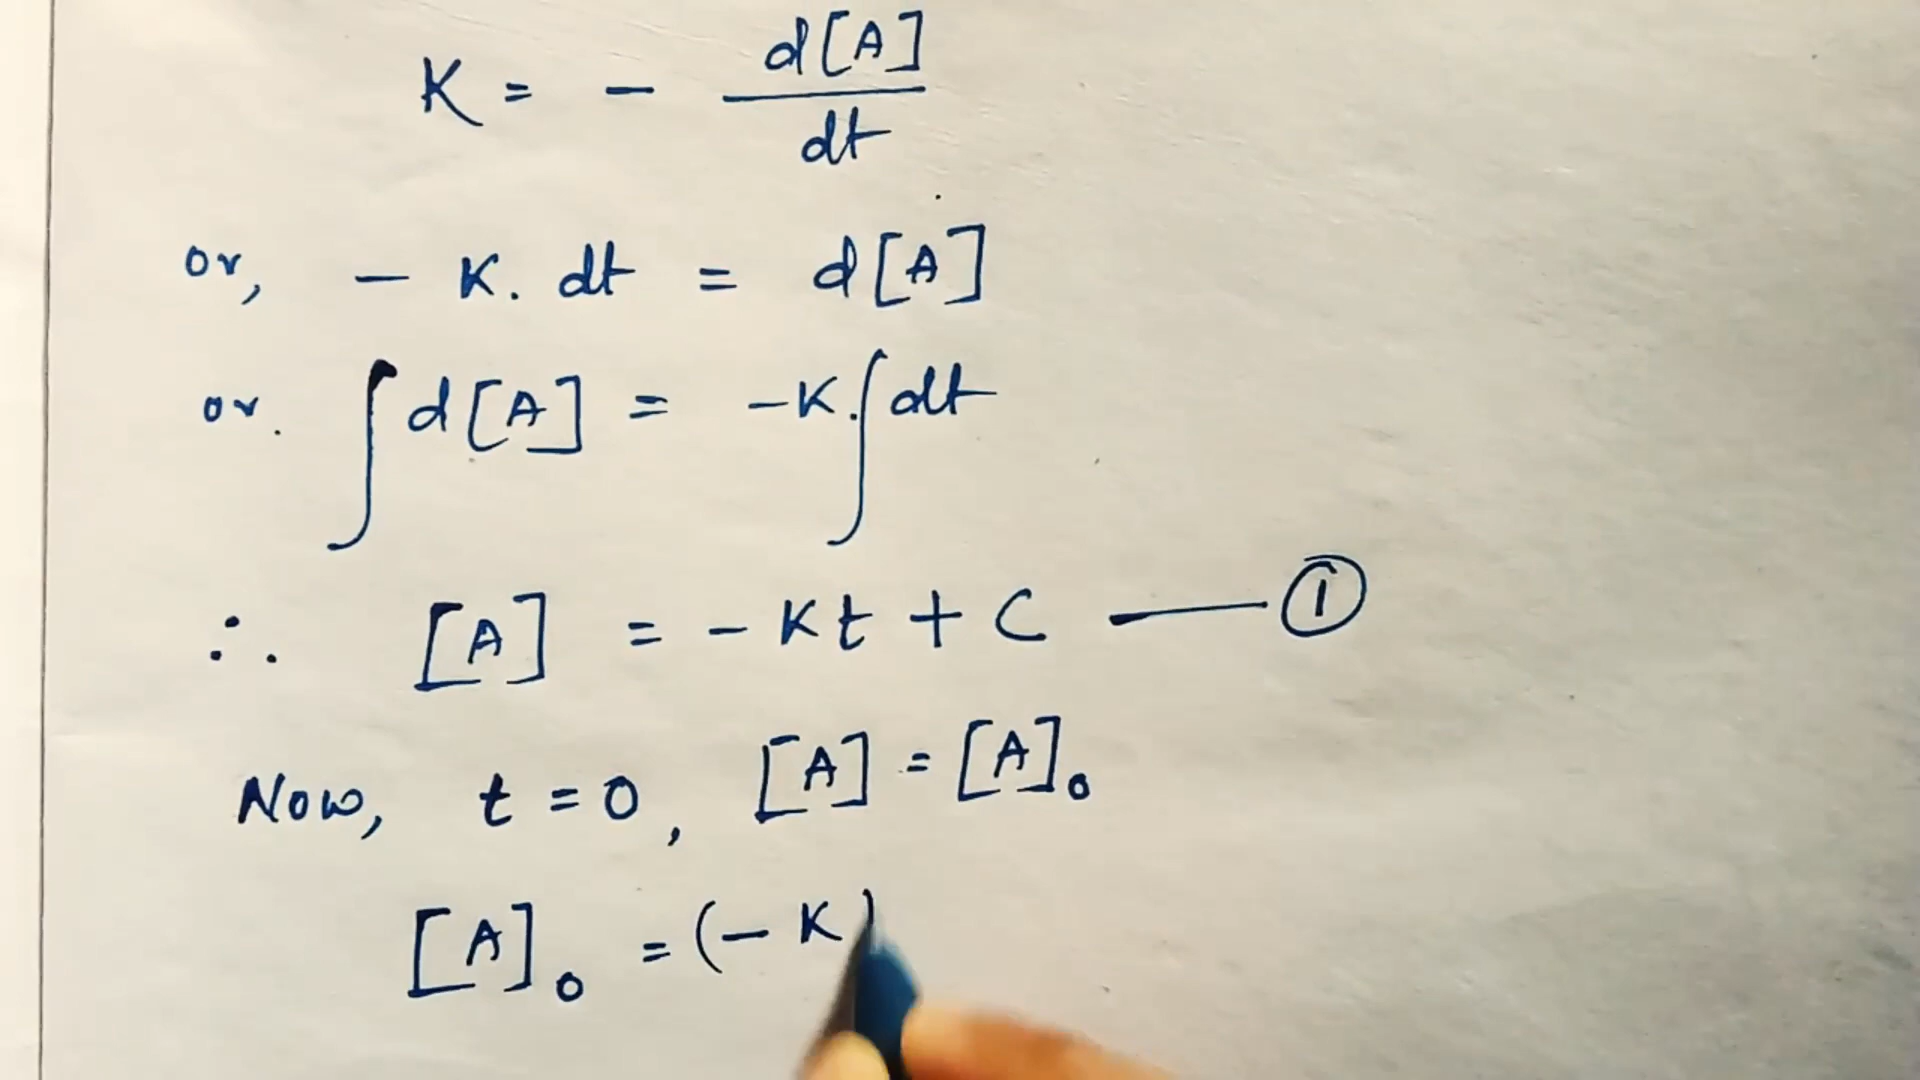 K = - d[A]/dt
or, - K. dt = d[A]
or. ∫d[A] = -K.∫dt
∴ [A] = - Kt + C —— ①
Now, t = 0, [A] = [A]₀
[A]₀ = (- K)